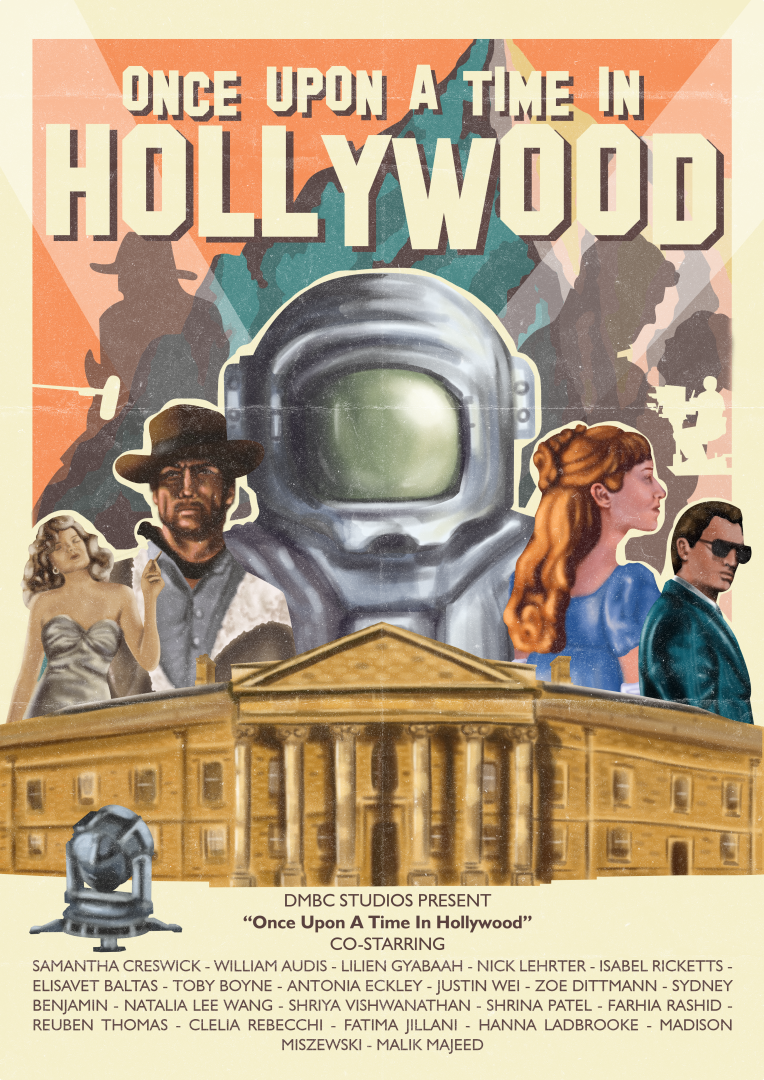 ONCE UPON A TIME IN
HOLLYWOOD
DMBC STUDIOS PRESENT
“Once Upon A Time In Hollywood”
CO-STARRING
SAMANTHA CRESWICK - WILLIAM AUDIS - LILIEN GYABAAH - NICK LEHRTER - ISABEL RICKETTS -
ELISAVET BALTAS - TOBY BOYNE - ANTONIA ECKLEY - JUSTIN WEI - ZOE DITTMANN - SYDNEY
BENJAMIN - NATALIA LEE WANG - SHRIYA VISHWANATHAN - SHRINA PATEL - FARHIA RASHID -
REUBEN THOMAS - CLELIA REBECCHI - FATIMA JILLANI - HANNA LADBROOKE - MADISON
MISZEWSKI - MALIK MAJEED